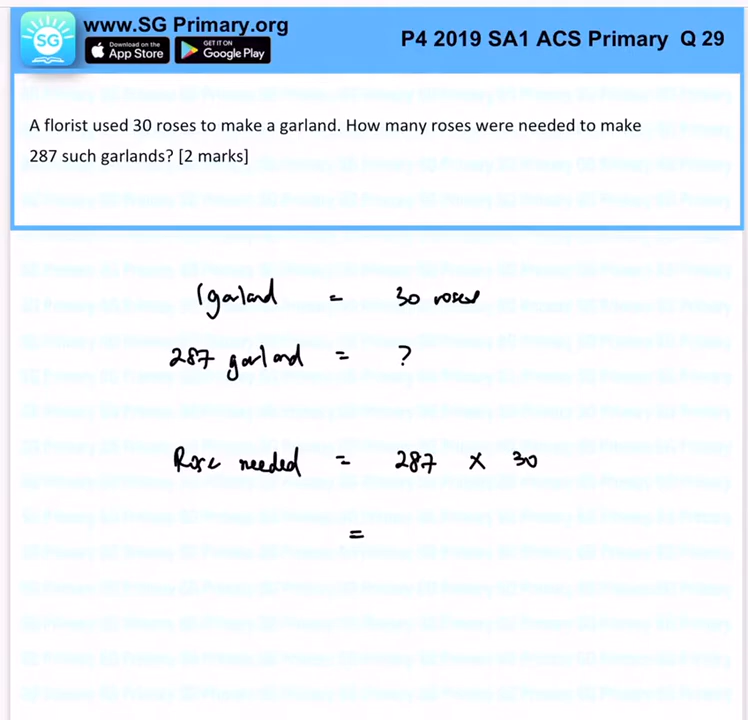 www.SG Primary.org
SG
Download on the
App Store
GET IT ON
Google Play
P4 2019 SA1 ACS Primary Q 29
A florist used 30 roses to make a garland. How many roses were needed to make
287 such garlands? [2 marks]
1 garland = 30 roses
287 garland = ?
Rose needed = 287 × 30
=